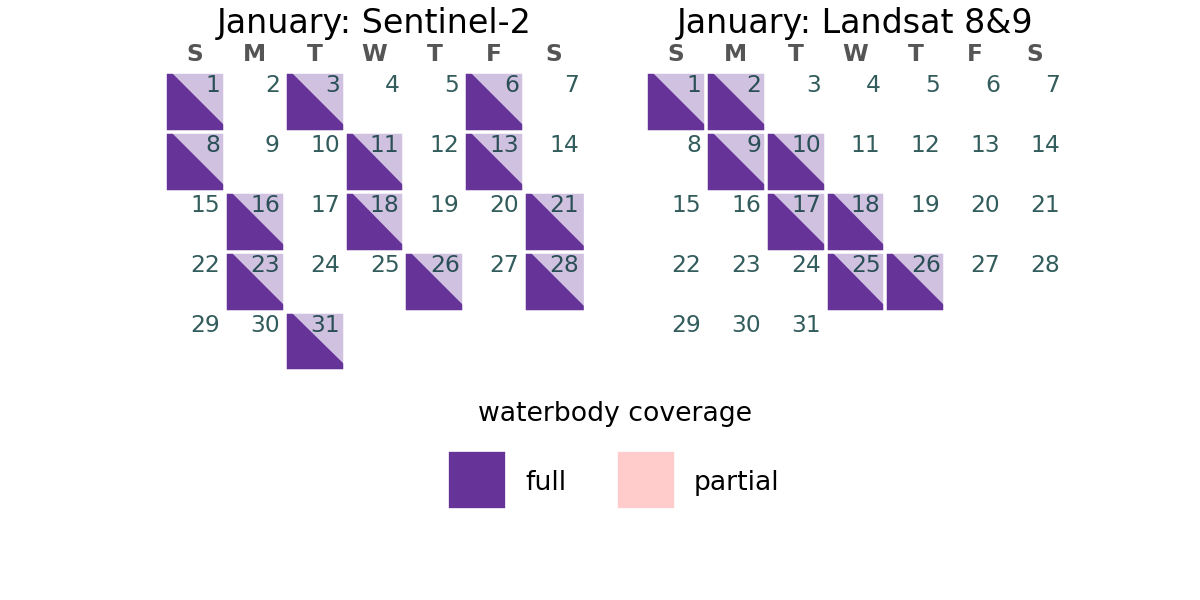 January: Sentinel-2
S M T W T F S
1 2 3 4 5 6 7
8 9 10 11 12 13 14
15 16 17 18 19 20 21
22 23 24 25 26 27 28
29 30 31
January: Landsat 8&9
S M T W T F S
1 2 3 4 5 6 7
8 9 10 11 12 13 14
15 16 17 18 19 20 21
22 23 24 25 26 27 28
29 30 31
waterbody coverage
full partial